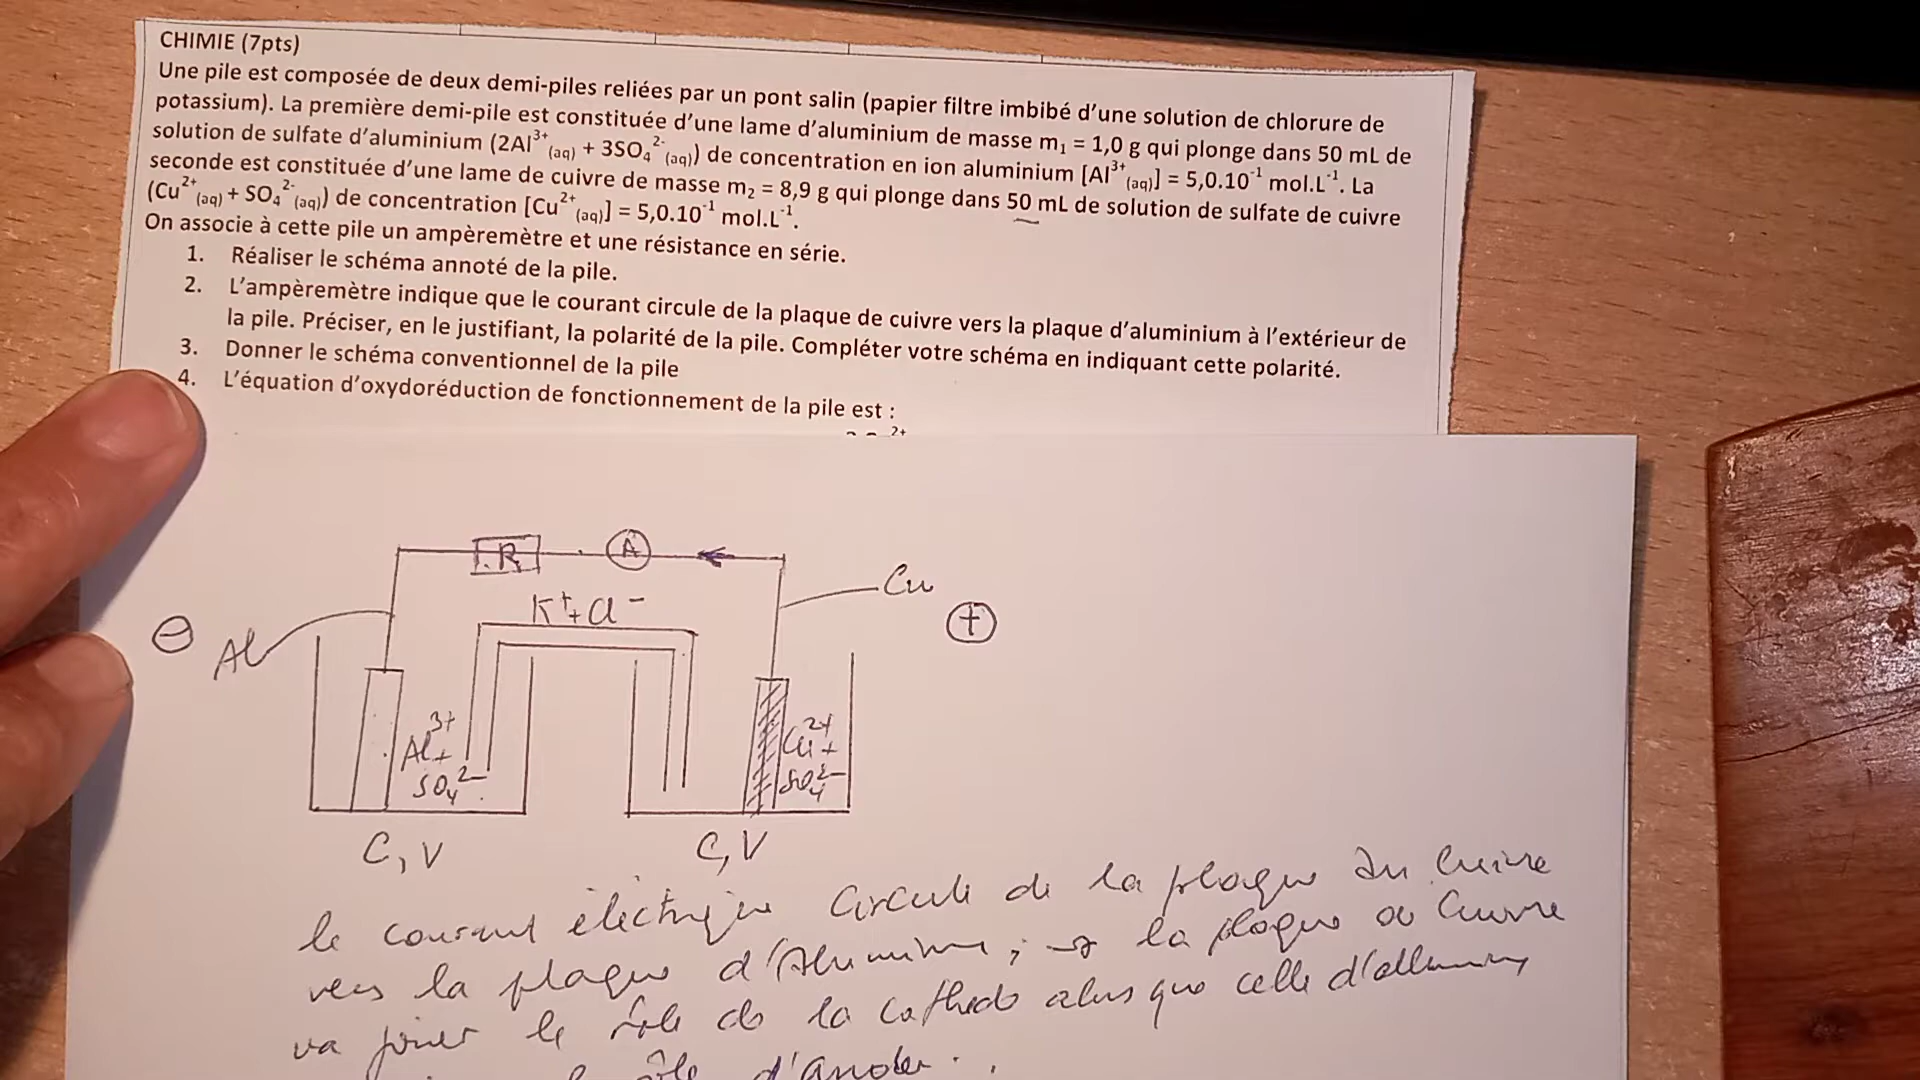 CHIMIE (7pts)
Une pile est composée de deux demi-piles reliées par un pont salin (papier filtre imbibé d'une solution de chlorure de
potassium). La première demi-pile est constituée d'une lame d'aluminium de masse m₁ = 1,0 g qui plonge dans 50 mL de
solution de sulfate d'aluminium (2Al³⁺(aq) + 3SO₄²⁻(aq)) de concentration en ion aluminium [Al³⁺(aq)] = 5,0.10⁻¹ mol.L⁻¹. La
seconde est constituée d'une lame de cuivre de masse m₂ = 8,9 g qui plonge dans 50 mL de solution de sulfate de cuivre
(Cu²⁺(aq) + SO₄²⁻(aq)) de concentration [Cu²⁺(aq)] = 5,0.10⁻¹ mol.L⁻¹.
On associe à cette pile un ampèremètre et une résistance en série.
1. Réaliser le schéma annoté de la pile.
2. L'ampèremètre indique que le courant circule de la plaque de cuivre vers la plaque d'aluminium à l'extérieur de
la pile. Préciser, en le justifiant, la polarité de la pile. Compléter votre schéma en indiquant cette polarité.
3. Donner le schéma conventionnel de la pile
4. L'équation d'oxydoréduction de fonctionnement de la pile est :
R A
K⁺ + Cl⁻
Cu
⊖ Al
⊕
Al³⁺ +
SO₄²⁻
Cu²⁺ +
SO₄²⁻
C, V
C, V
le courant électrique circule de la plaque du cuivre
vers la plaque d'Alumin ; → la plaque de cuivre
va jouer le rôle de la cathode alors que celle d'
rôle d'anode.